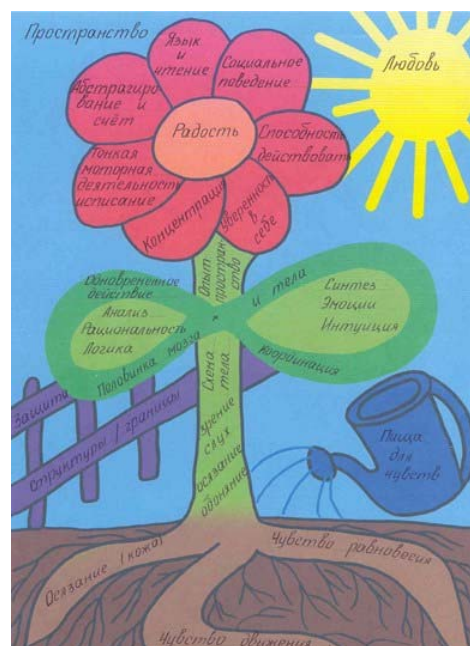 Пространство
Язык
и
чтение
Социальное
поведение
Любовь
Абстрагиро
вание и
счёт
Радость
Способность
действовать
Тонкая
моторная
деятельность
и писание
Концентрация
Уверенность
в
себе
Опыт
простран
ство
Одновременное
действие
и тела
Анализ
Рациональность
Логика
Синтез
Эмоции
Интуиция
Половинка мозга
х
координация
Схема
тела
Защита
Структуры / границы
зрение
слух
осязание
обоняние
Пища
для
чувств
Осязание (кожа)
Чувство равновесия
Чувство движения